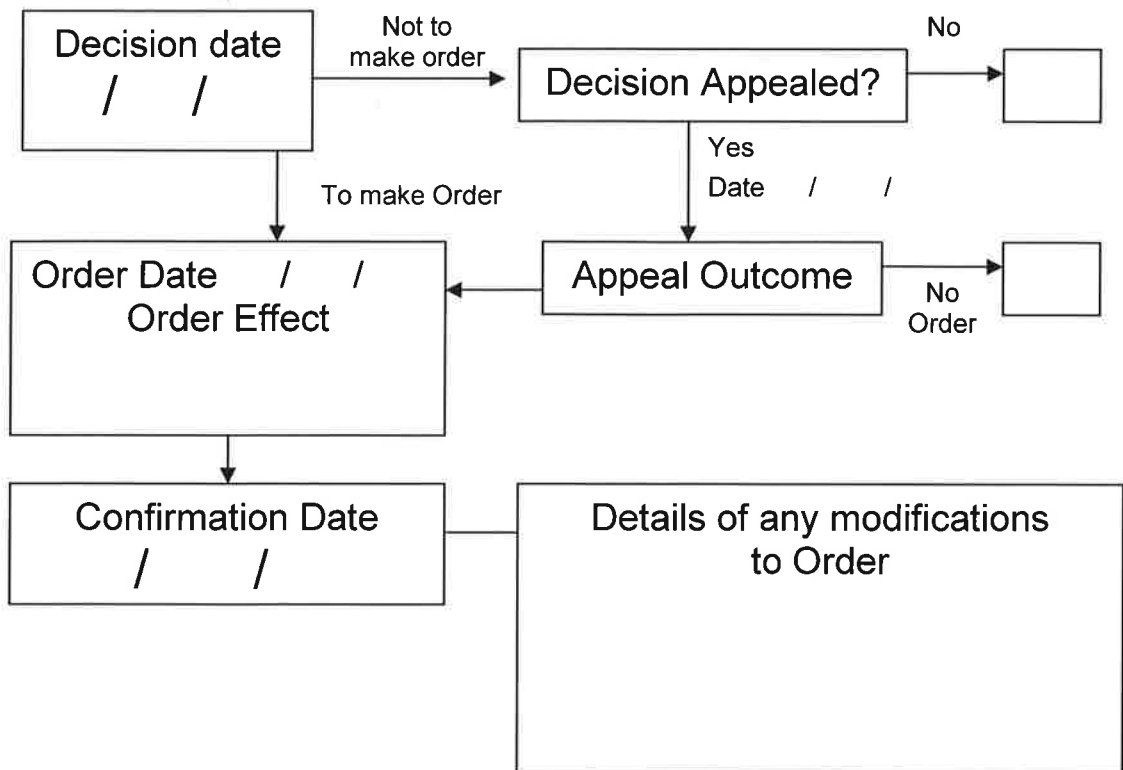 Decision date
/ /
Not to
make order
Decision Appealed?
No
Yes
Date / /
To make Order
Order Date / /
Order Effect
Appeal Outcome
No
Order
Confirmation Date
/ /
Details of any modifications
to Order